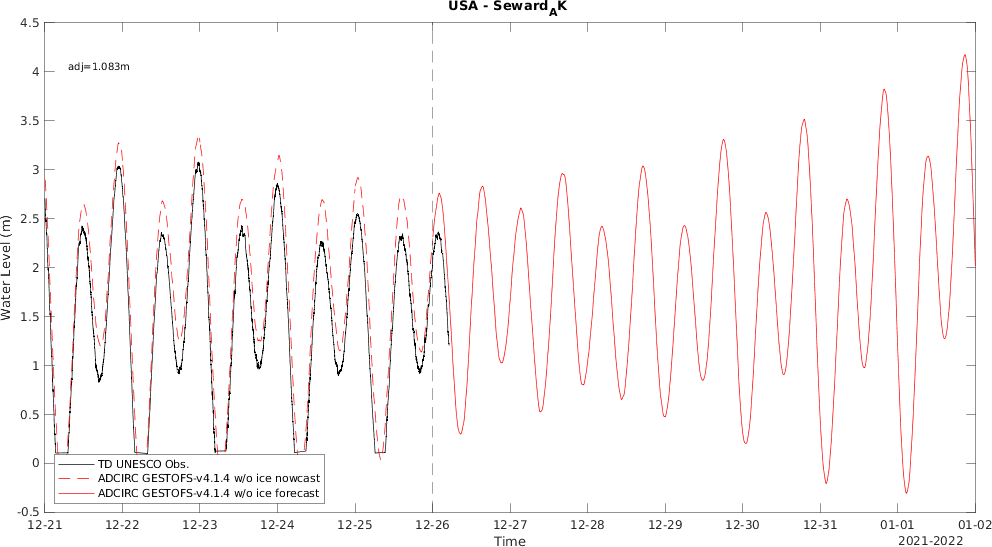 USA - Seward_AK
adj=1.083m
4.5
4
3.5
3
2.5
2
1.5
1
0.5
0
-0.5
Water Level (m)
TD UNESCO Obs.
ADCIRC GESTOFS-v4.1.4 w/o ice nowcast
ADCIRC GESTOFS-v4.1.4 w/o ice forecast
12-21 12-22 12-23 12-24 12-25 12-26 12-27 12-28 12-29 12-30 12-31 01-01 01-02
Time
2021-2022